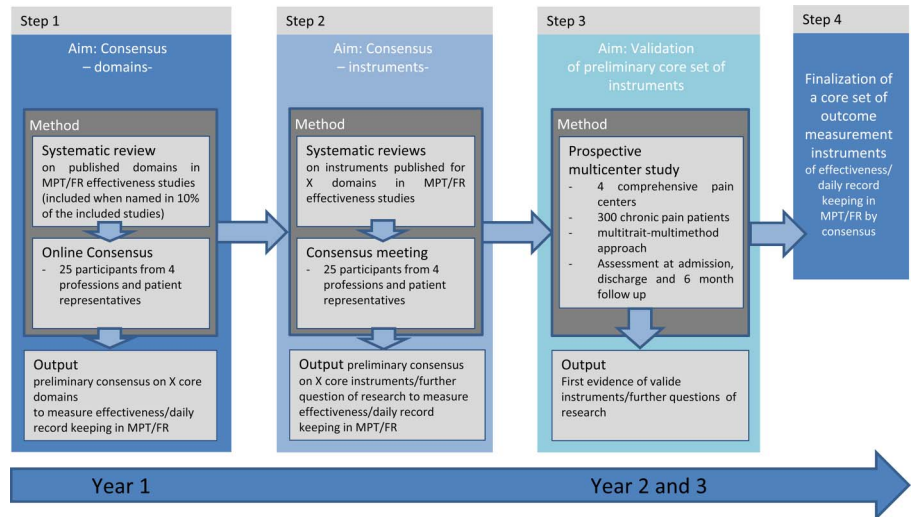 Step 1
Aim: Consensus
– domains-
Method
Systematic review
on published domains in
MPT/FR effectiveness studies
(included when named in 10%
of the included studies)
Online Consensus
- 25 participants from 4
professions and patient
representatives
Output
preliminary consensus on X core
domains
to measure effectiveness/daily
record keeping in MPT/FR
Step 2
Aim: Consensus
– instruments-
Method
Systematic reviews
on instruments published for
X domains in MPT/FR
effectiveness studies
Consensus meeting
- 25 participants from 4
professions and patient
representatives
Output preliminary consensus
on X core instruments/further
question of research to measure
effectiveness/daily record
keeping in MPT/FR
Step 3
Aim: Validation
of preliminary core set of
instruments
Method
Prospective
multicenter study
- 4 comprehensive pain
centers
- 300 chronic pain patients
- multitrait-multimethod
approach
- Assessment at admission,
discharge and 6 month
follow up
Output
First evidence of valide
instruments/further questions of
research
Step 4
Finalization of
a core set of
outcome
measurement
instruments
of effectiveness/
daily record
keeping in
MPT/FR by
consensus
Year 1
Year 2 and 3